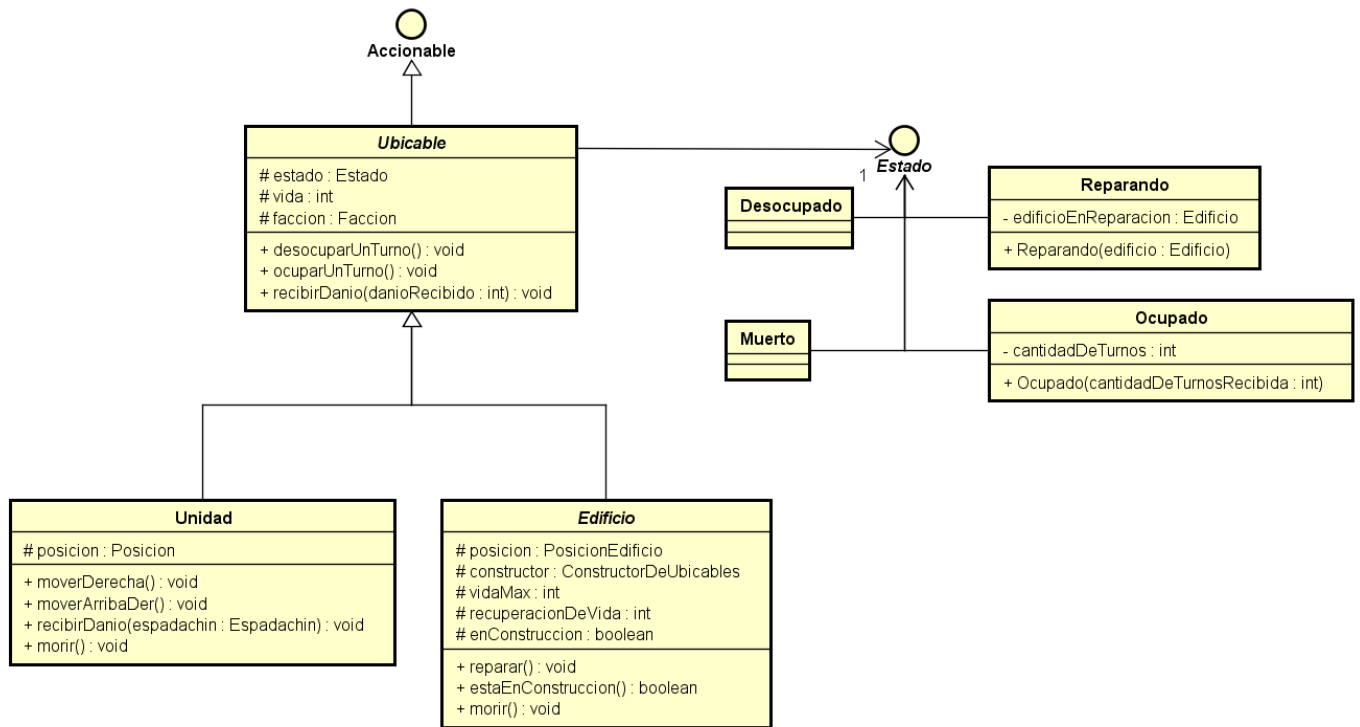 Accionable
Ubicable
# estado : Estado
# vida : int
# faccion : Faccion
+ desocuparUnTurno() : void
+ ocuparUnTurno() : void
+ recibirDanio(danioRecibido : int) : void
1
Estado
Desocupado
Reparando
- edificioEnReparacion : Edificio
+ Reparando(edificio : Edificio)
Muerto
Ocupado
- cantidadDeTurnos : int
+ Ocupado(cantidadDeTurnosRecibida : int)
Unidad
# posicion : Posicion
+ moverDerecha() : void
+ moverArribaDer() : void
+ recibirDanio(espadachin : Espadachin) : void
+ morir() : void
Edificio
# posicion : PosicionEdificio
# constructor : ConstructorDeUbicables
# vidaMax : int
# recuperacionDeVida : int
# enConstruccion : boolean
+ reparar() : void
+ estaEnConstruccion() : boolean
+ morir() : void